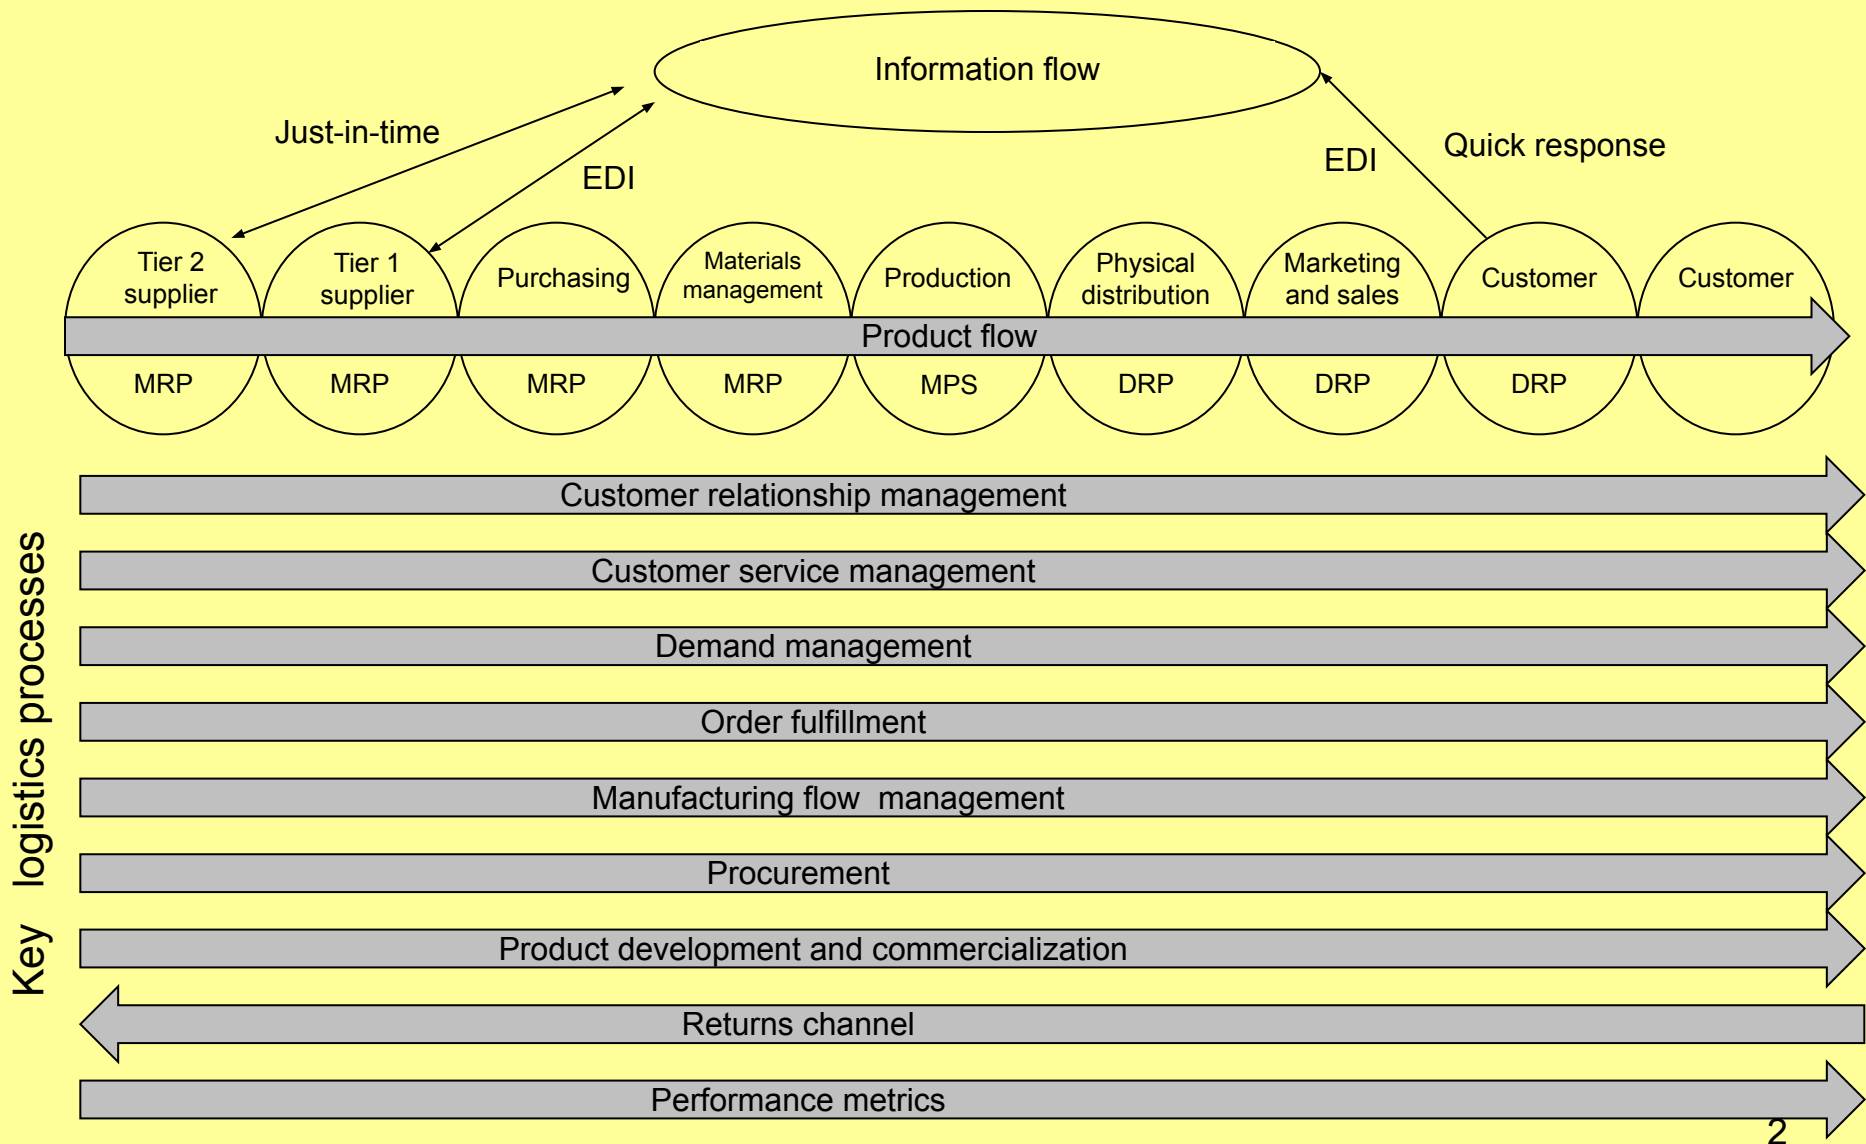 Information flow
Just-in-time
EDI
EDI
Quick response
Tier 2
supplier
Tier 1
supplier
Purchasing
Materials
management
Production
Physical
distribution
Marketing
and sales
Customer
Customer
Product flow
MRP
MRP
MRP
MRP
MPS
DRP
DRP
DRP
Key logistics processes
Customer relationship management
Customer service management
Demand management
Order fulfillment
Manufacturing flow management
Procurement
Product development and commercialization
Returns channel
Performance metrics
2